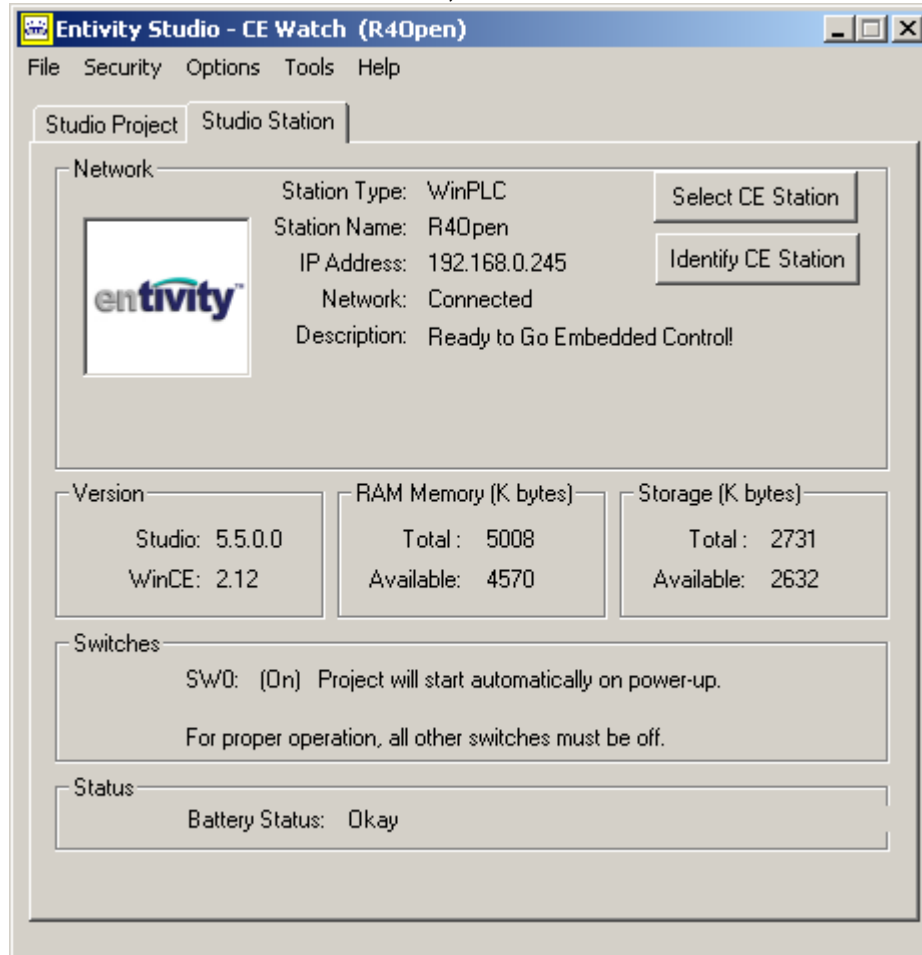 Entivity Studio - CE Watch (R4Open)
File Security Options Tools Help
Studio Project Studio Station
Network
Station Type: WinPLC
Select CE Station
Station Name: R4Open
IP Address: 192.168.0.245
Identify CE Station
entivity™
Network: Connected
Description: Ready to Go Embedded Control!
Version RAM Memory (K bytes) Storage (K bytes)
Studio: 5.5.0.0 Total : 5008 Total : 2731
WinCE: 2.12 Available: 4570 Available: 2632
Switches
SW0: (On) Project will start automatically on power-up.
For proper operation, all other switches must be off.
Status
Battery Status: Okay